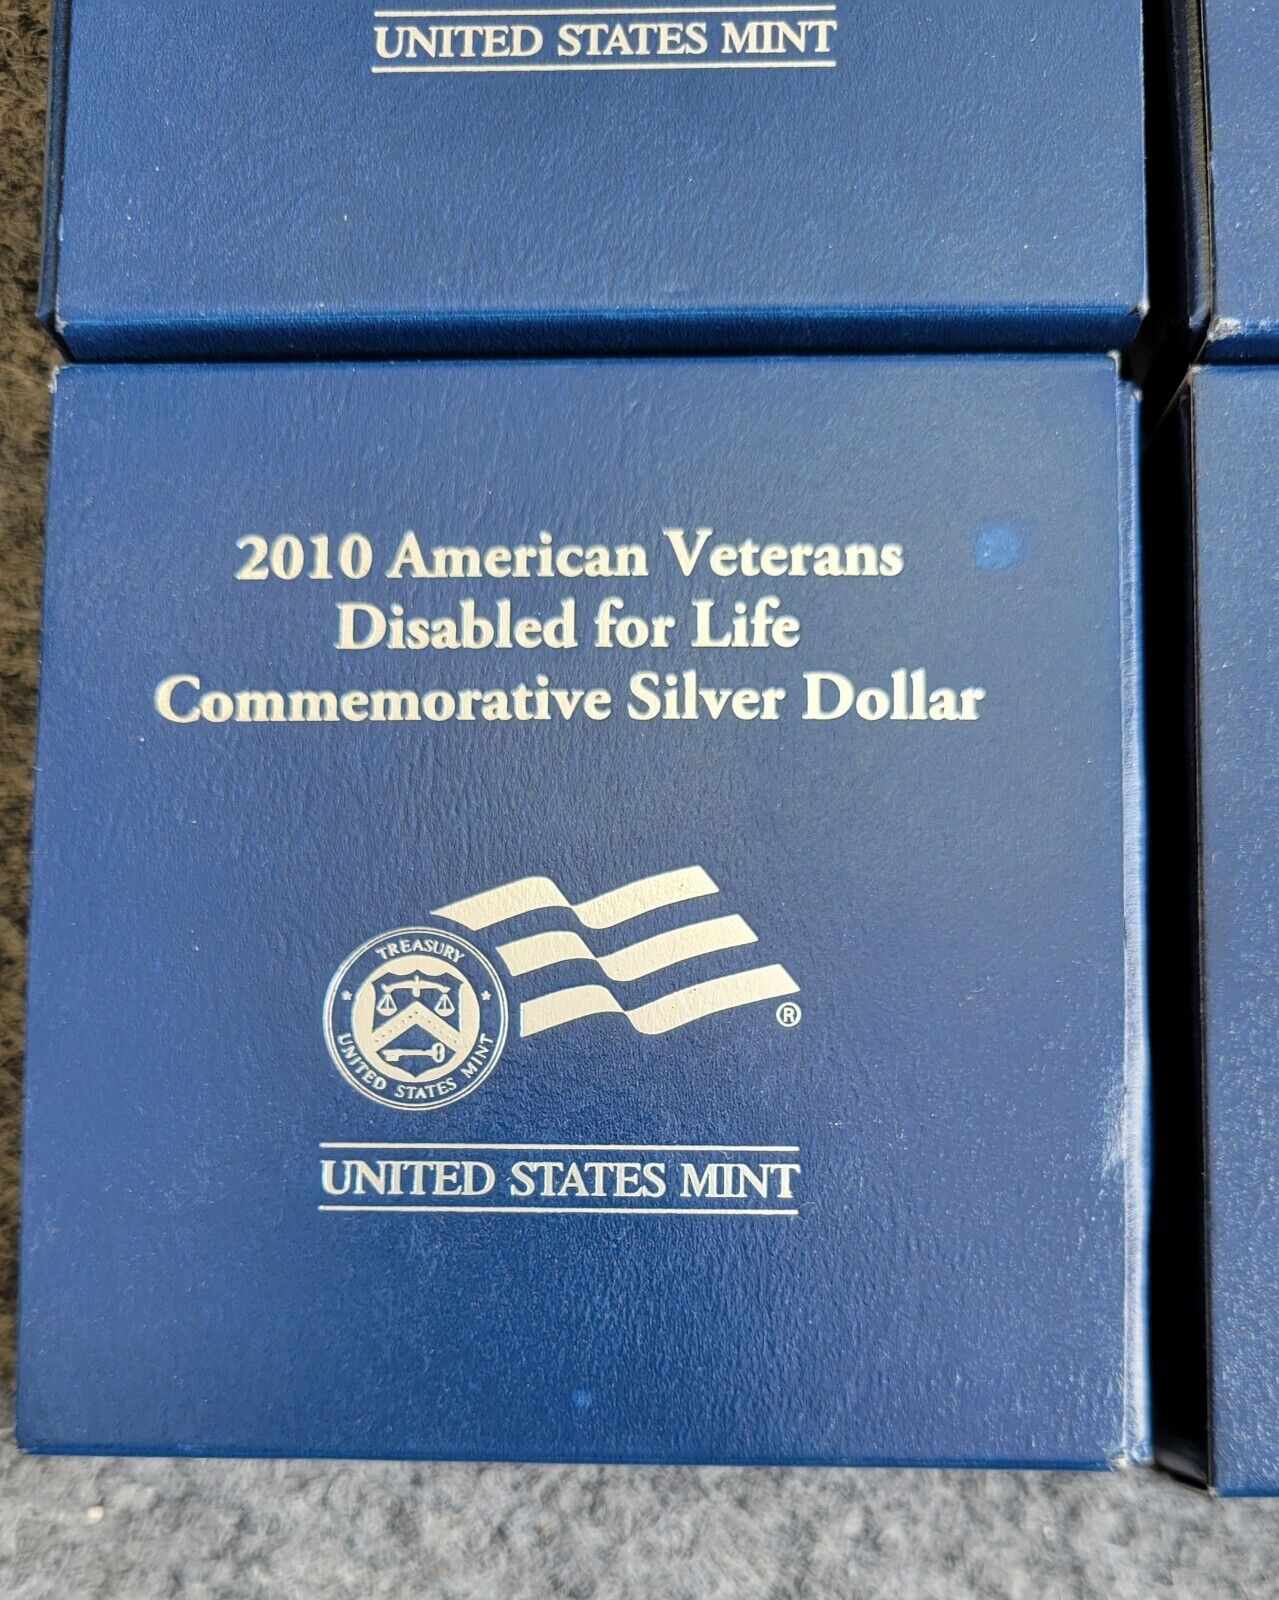 UNITED STATES MINT
2010 American Veterans
Disabled for Life
Commemorative Silver Dollar
TREASURY
UNITED STATES MINT
®
UNITED STATES MINT